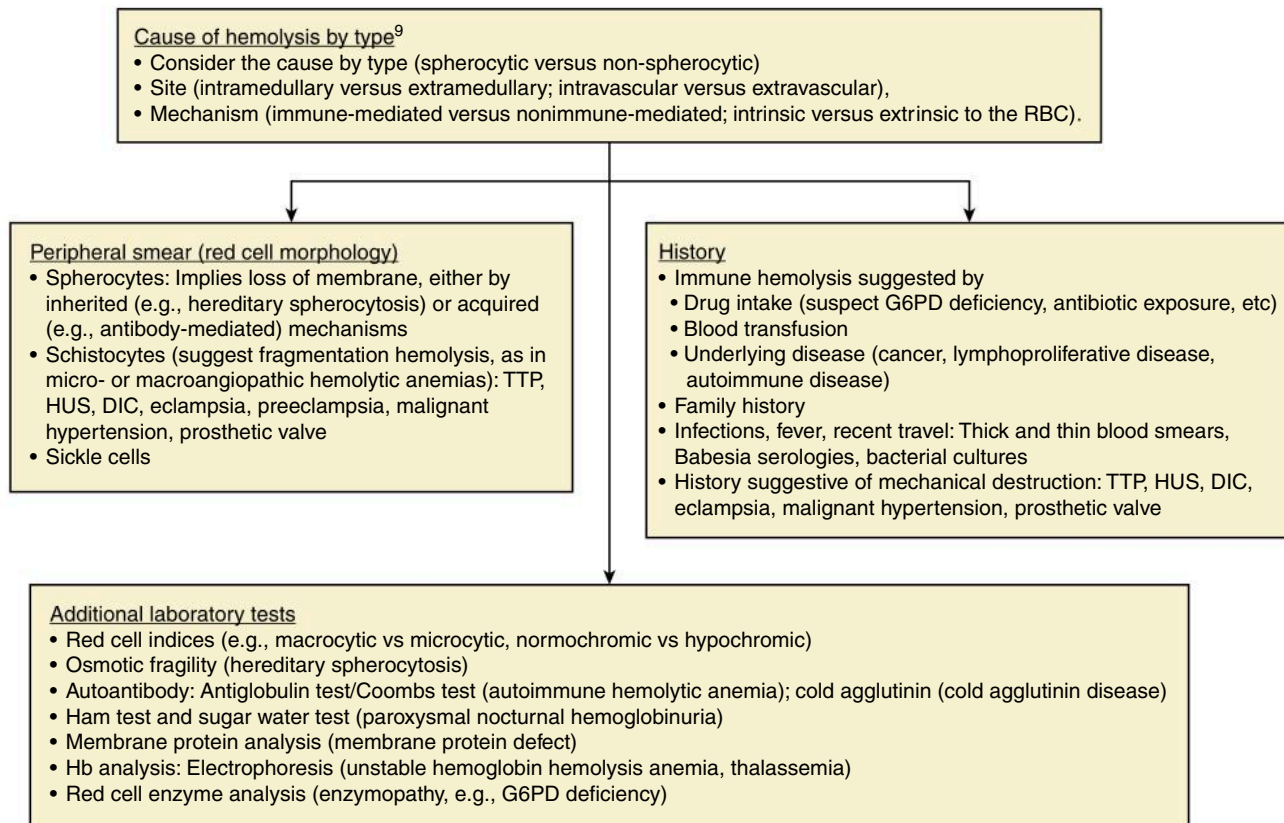 Cause of hemolysis by type9
• Consider the cause by type (spherocytic versus non-spherocytic)
• Site (intramedullary versus extramedullary; intravascular versus extravascular),
• Mechanism (immune-mediated versus nonimmune-mediated; intrinsic versus extrinsic to the RBC).
Peripheral smear (red cell morphology)
• Spherocytes: Implies loss of membrane, either by
inherited (e.g., hereditary spherocytosis) or acquired
(e.g., antibody-mediated) mechanisms
• Schistocytes (suggest fragmentation hemolysis, as in
micro- or macroangiopathic hemolytic anemias): TTP,
HUS, DIC, eclampsia, preeclampsia, malignant
hypertension, prosthetic valve
• Sickle cells
History
• Immune hemolysis suggested by
• Drug intake (suspect G6PD deficiency, antibiotic exposure, etc)
• Blood transfusion
• Underlying disease (cancer, lymphoproliferative disease,
autoimmune disease)
• Family history
• Infections, fever, recent travel: Thick and thin blood smears,
Babesia serologies, bacterial cultures
• History suggestive of mechanical destruction: TTP, HUS, DIC,
eclampsia, malignant hypertension, prosthetic valve
Additional laboratory tests
• Red cell indices (e.g., macrocytic vs microcytic, normochromic vs hypochromic)
• Osmotic fragility (hereditary spherocytosis)
• Autoantibody: Antiglobulin test/Coombs test (autoimmune hemolytic anemia); cold agglutinin (cold agglutinin disease)
• Ham test and sugar water test (paroxysmal nocturnal hemoglobinuria)
• Membrane protein analysis (membrane protein defect)
• Hb analysis: Electrophoresis (unstable hemoglobin hemolysis anemia, thalassemia)
• Red cell enzyme analysis (enzymopathy, e.g., G6PD deficiency)